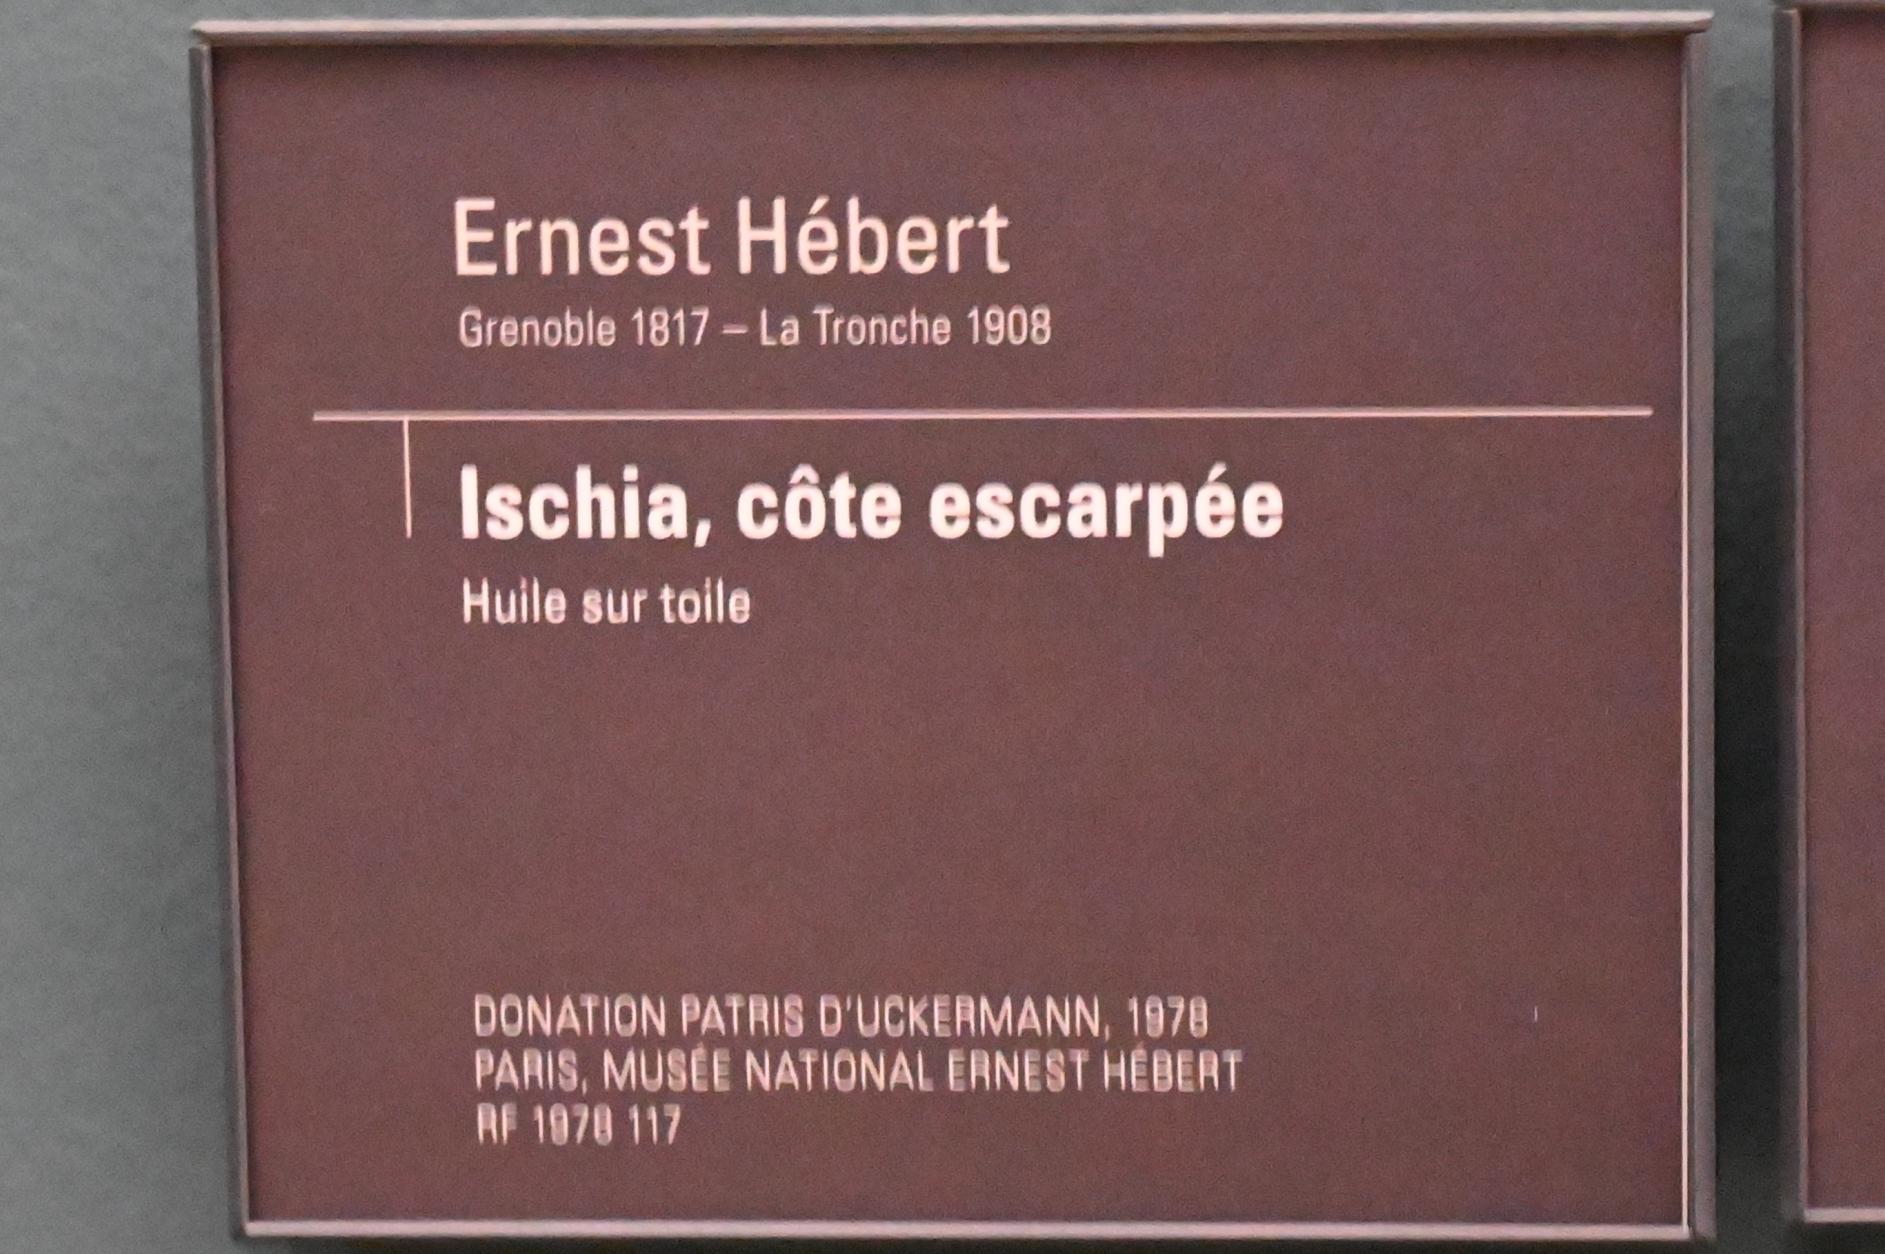 Ernest Hébert
Grenoble 1817 – La Tronche 1908
Ischia, côte escarpée
Huile sur toile
DONATION PATRIS D'UCKERMANN, 1978
PARIS, MUSÉE NATIONAL ERNEST HÉBERT
RF 1978 117